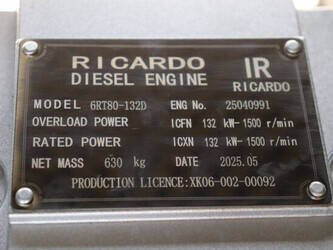 RICARDO
DIESEL ENGINE
IR
RICARDO
MODEL 6RT80-132D ENG No. 25040991
OVERLOAD POWER ICFN 132 kW-1500 r/min
RATED POWER ICXN 132 kW-1500 r/min
NET MASS 630 kg DATE 2025.05
PRODUCTION LICENCE:XK06-002-00092